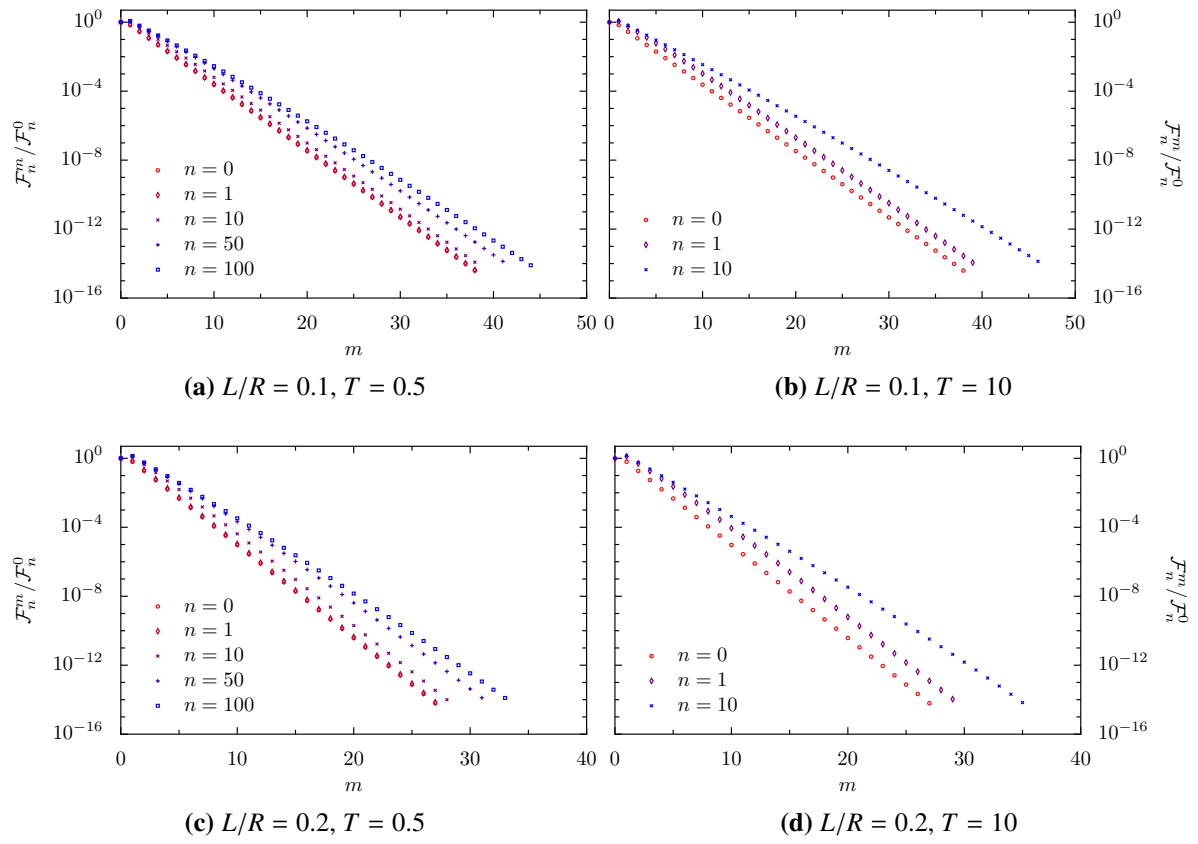 10^0
10^−4
10^−8
10^−12
10^−16
F_n^m/F_n^0
n = 0
n = 1
n = 10
n = 50
n = 100
0 10 20 30 40 50
m
(a) L/R = 0.1, T = 0.5
10^0
10^−4
10^−8
10^−12
10^−16
F_n^m/F_n^0
n = 0
n = 1
n = 10
0 10 20 30 40 50
m
(b) L/R = 0.1, T = 10
10^0
10^−4
10^−8
10^−12
10^−16
F_n^m/F_n^0
n = 0
n = 1
n = 10
n = 50
n = 100
0 10 20 30 40
m
(c) L/R = 0.2, T = 0.5
10^0
10^−4
10^−8
10^−12
10^−16
F_n^m/F_n^0
n = 0
n = 1
n = 10
0 10 20 30 40
m
(d) L/R = 0.2, T = 10